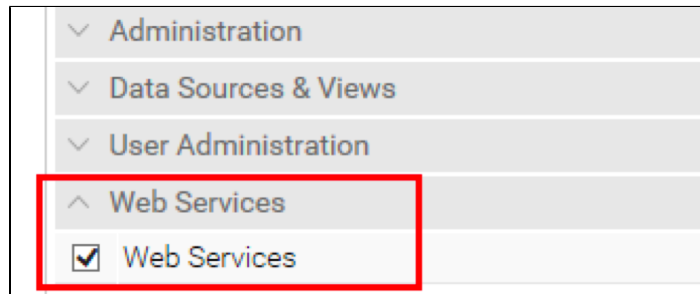 Administration
Data Sources & Views
User Administration
Web Services
Web Services